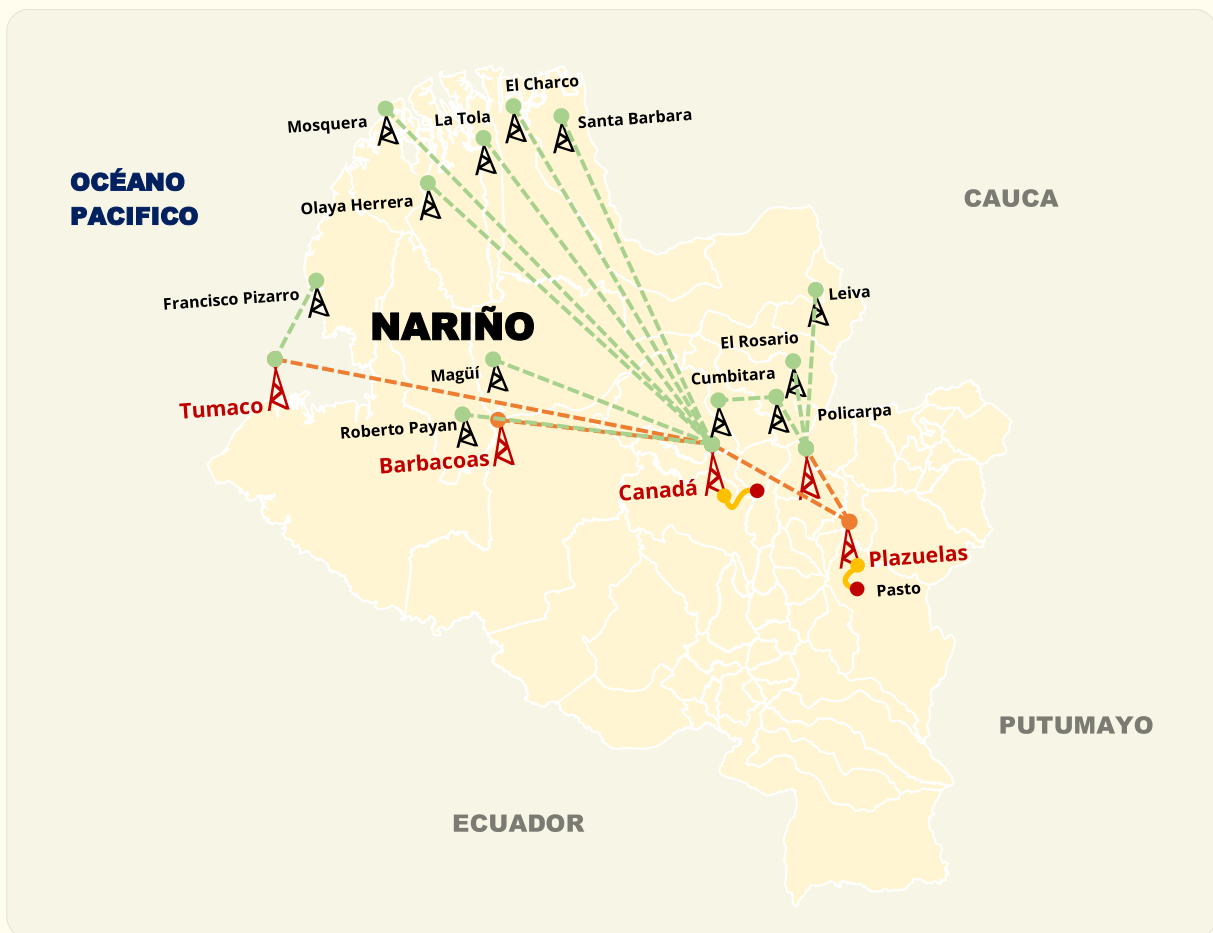 El Charco
Mosquera
La Tola
Santa Barbara
OCÉANO
PACIFICO
CAUCA
Olaya Herrera
Francisco Pizarro
Leiva
NARIÑO
El Rosario
Magüí
Cumbitara
Tumaco
Policarpa
Roberto Payan
Barbacoas
Canadá
Plazuelas
Pasto
PUTUMAYO
ECUADOR